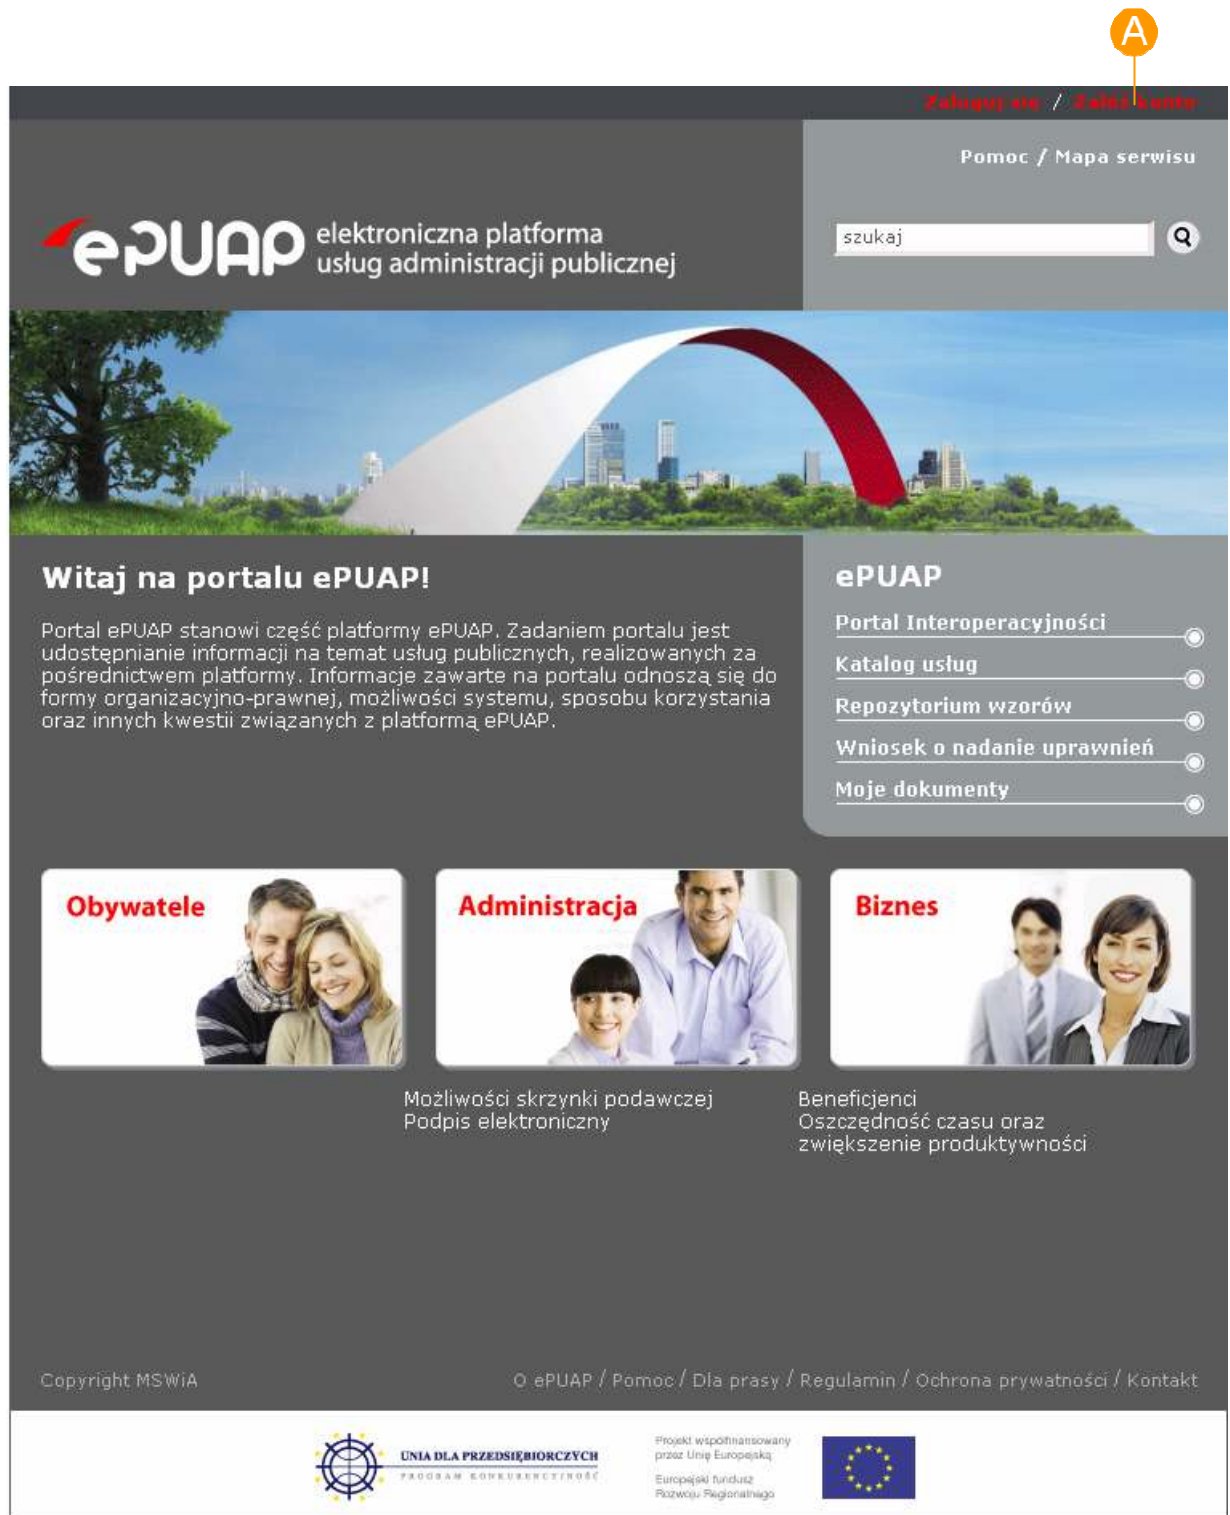 A
Zaloguj się / Załóż konto
Pomoc / Mapa serwisu
ePUAP elektroniczna platforma
usług administracji publicznej
szukaj
Witaj na portalu ePUAP!
Portal ePUAP stanowi część platformy ePUAP. Zadaniem portalu jest
udostępnianie informacji na temat usług publicznych, realizowanych za
pośrednictwem platformy. Informacje zawarte na portalu odnoszą się do
formy organizacyjno-prawnej, możliwości systemu, sposobu korzystania
oraz innych kwestii związanych z platformą ePUAP.
ePUAP
Portal Interoperacyjności
Katalog usług
Repozytorium wzorów
Wniosek o nadanie uprawnień
Moje dokumenty
Obywatele
Administracja
Biznes
Możliwości skrzynki podawczej
Podpis elektroniczny
Beneficjenci
Oszczędność czasu oraz
zwiększenie produktywności
Copyright MSWiA
O ePUAP / Pomoc / Dla prasy / Regulamin / Ochrona prywatności / Kontakt
UNIA DLA PRZEDSIĘBIORCZYCH
PROGRAM KONKURENCYJNOŚĆ
Projekt współfinansowany
przez Unię Europejską
Europejski fundusz
Rozwoju Regionalnego